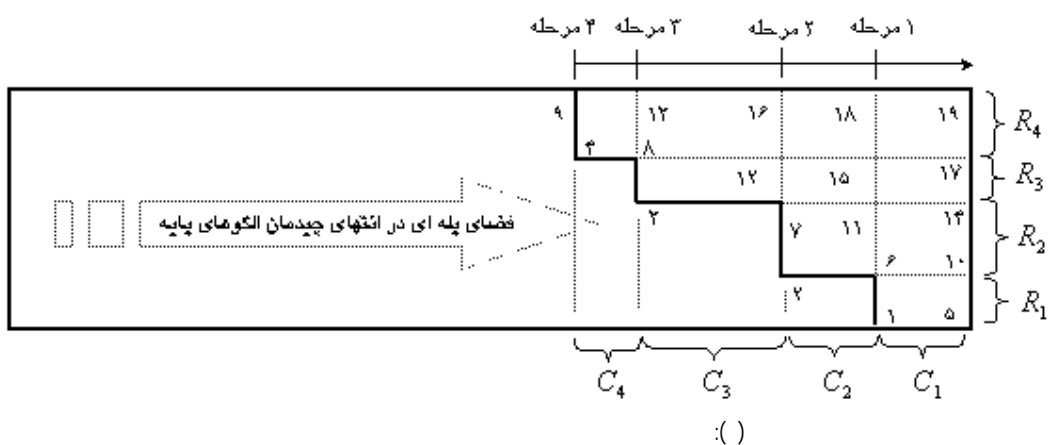 ۴ مرحله ۳ مرحله ۲ مرحله ۱ مرحله
۹ ۱۳ ۱۶ ۱۸ ۱۹
R4
۴ ۸
۱۲ ۱۵ ۱۷
R3
فضای پله ای در انتهای چیدمان الگوهای پایه
۳ ۷ ۱۱ ۱۴
R2
۶ ۱۰
۲ ۱ ۵
R1
C4 C3 C2 C1
:( )